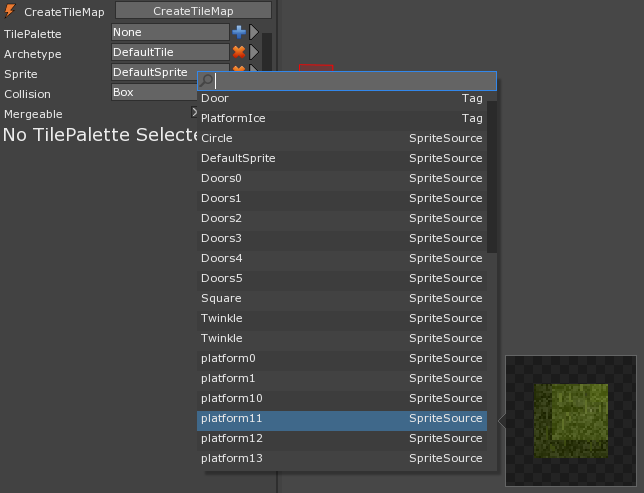 CreateTileMap CreateTileMap
TilePalette None
Archetype DefaultTile
Sprite DefaultSprite
Collision Box
Mergeable
No TilePalette Selecte
Door Tag
PlatformIce Tag
Circle SpriteSource
DefaultSprite SpriteSource
Doors0 SpriteSource
Doors1 SpriteSource
Doors2 SpriteSource
Doors3 SpriteSource
Doors4 SpriteSource
Doors5 SpriteSource
Square SpriteSource
Twinkle SpriteSource
Twinkle SpriteSource
platform0 SpriteSource
platform1 SpriteSource
platform10 SpriteSource
platform11 SpriteSource
platform12 SpriteSource
platform13 SpriteSource